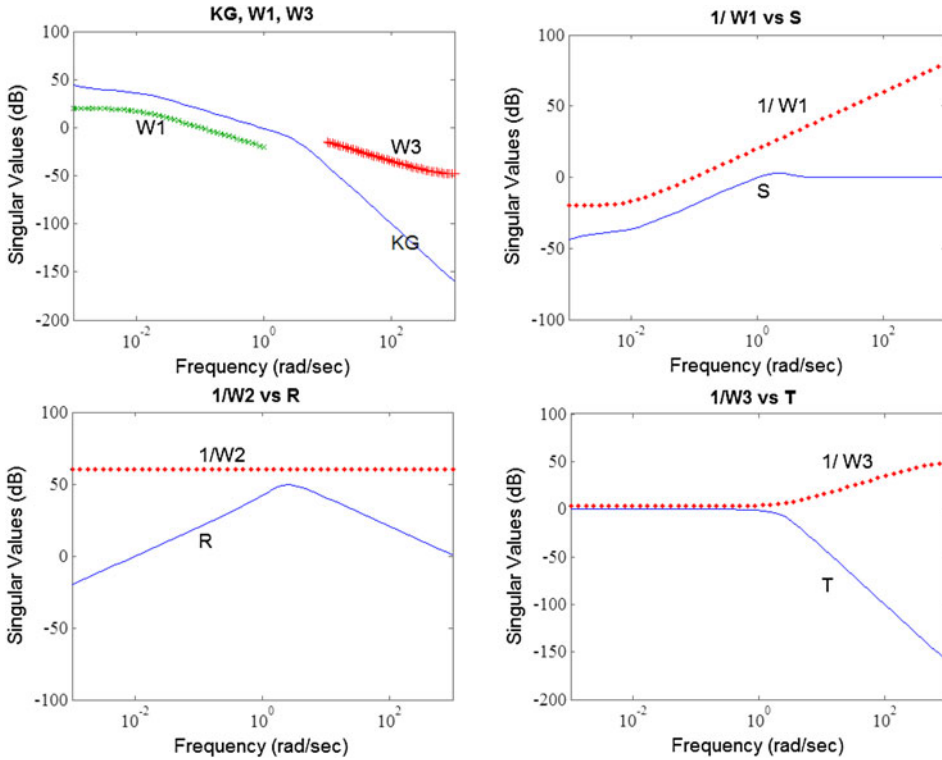 KG, W1, W3
Singular Values (dB)
100
50
0
-50
-100
-150
-200
W1
W3
KG
10^-2
10^0
10^2
Frequency (rad/sec)
1/ W1 vs S
Singular Values (dB)
100
50
0
-50
-100
1/ W1
S
10^-2
10^0
10^2
Frequency (rad/sec)
1/W2 vs R
Singular Values (dB)
100
50
0
-50
-100
1/W2
R
10^-2
10^0
10^2
Frequency (rad/sec)
1/W3 vs T
Singular Values (dB)
100
50
0
-50
-100
-150
-200
1/ W3
T
10^-2
10^0
10^2
Frequency (rad/sec)